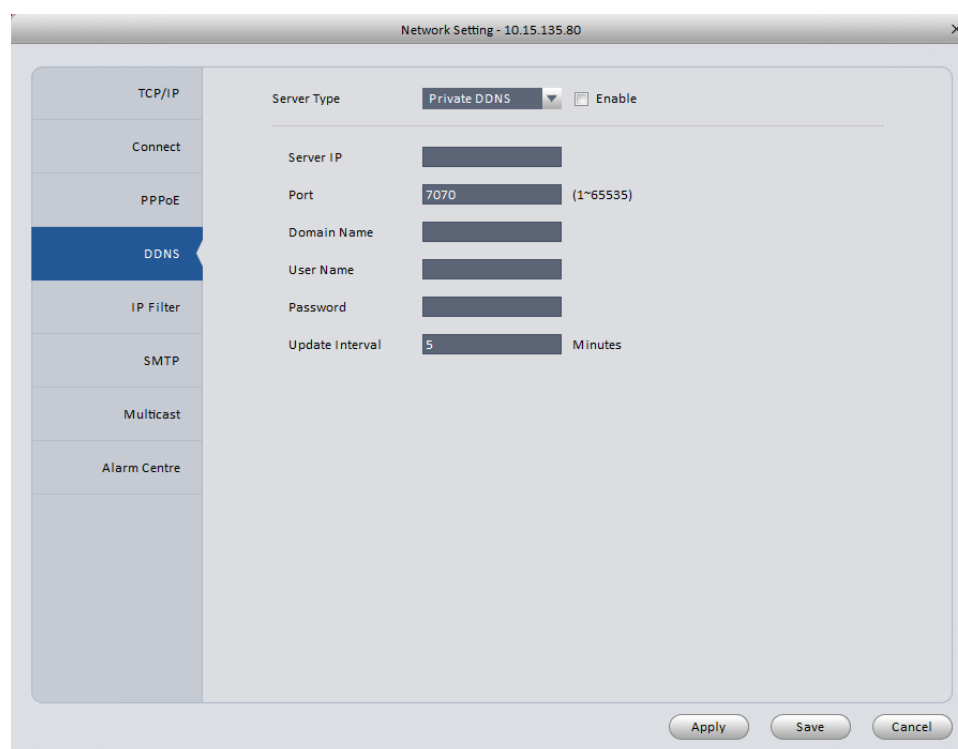 Network Setting - 10.15.135.80
TCP/IP
Connect
PPPoE
DDNS
IP Filter
SMTP
Multicast
Alarm Centre
Server Type Private DDNS Enable
Server IP
Port 7070 (1~65535)
Domain Name
User Name
Password
Update Interval 5 Minutes
Apply Save Cancel